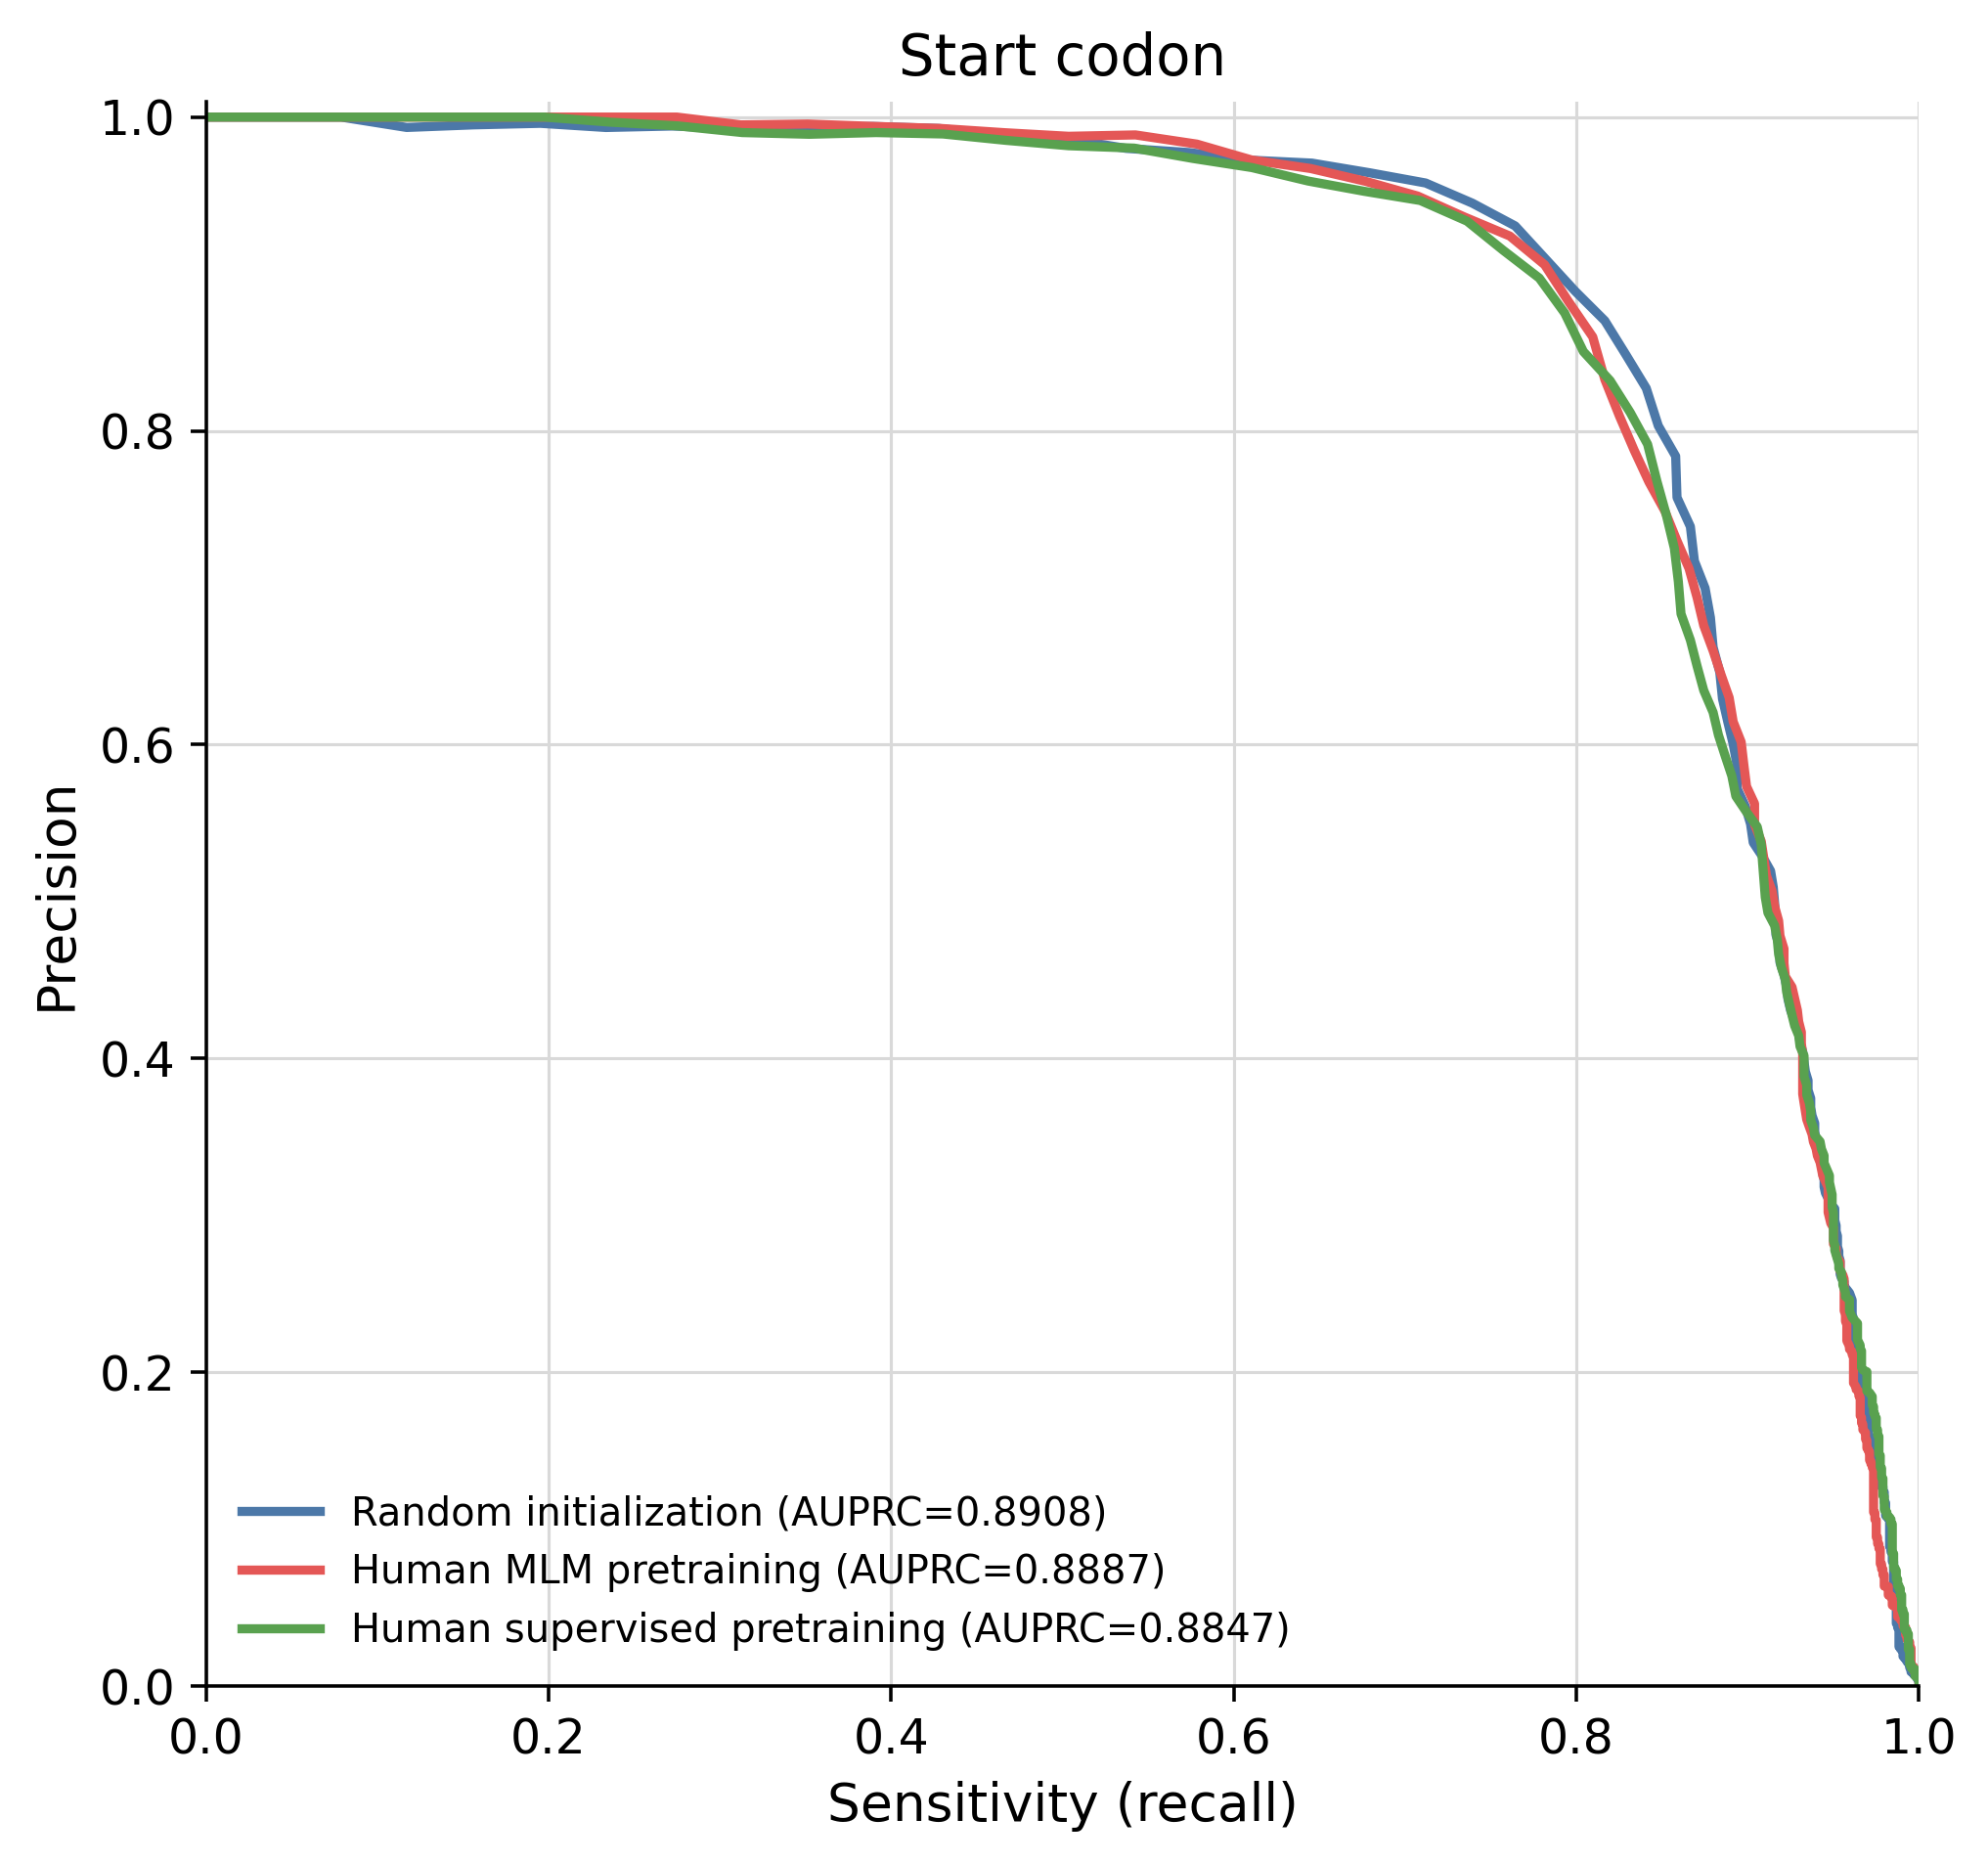 Start codon
1.0
0.8
0.6
0.4
0.2
0.0
Precision
Random initialization (AUPRC=0.8908)
Human MLM pretraining (AUPRC=0.8887)
Human supervised pretraining (AUPRC=0.8847)
0.0 0.2 0.4 0.6 0.8 1.0
Sensitivity (recall)